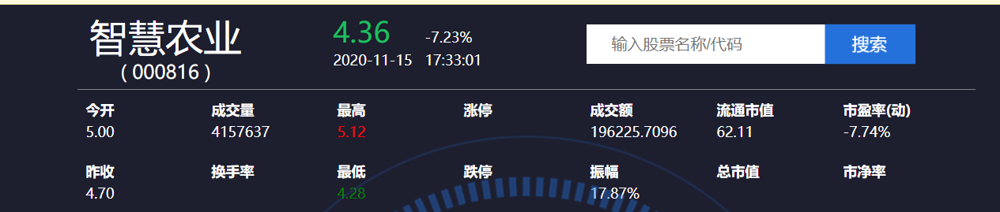 智慧农业
( 000816 )
4.36 -7.23%
2020-11-15 17:33:01
输入股票名称/代码 搜索
今开 成交量 最高 涨停 成交额 流通市值 市盈率(动)
5.00 4157637 5.12 196225.7096 62.11 -7.74%
昨收 换手率 最低 跌停 振幅 总市值 市净率
4.70 4.28 17.87%